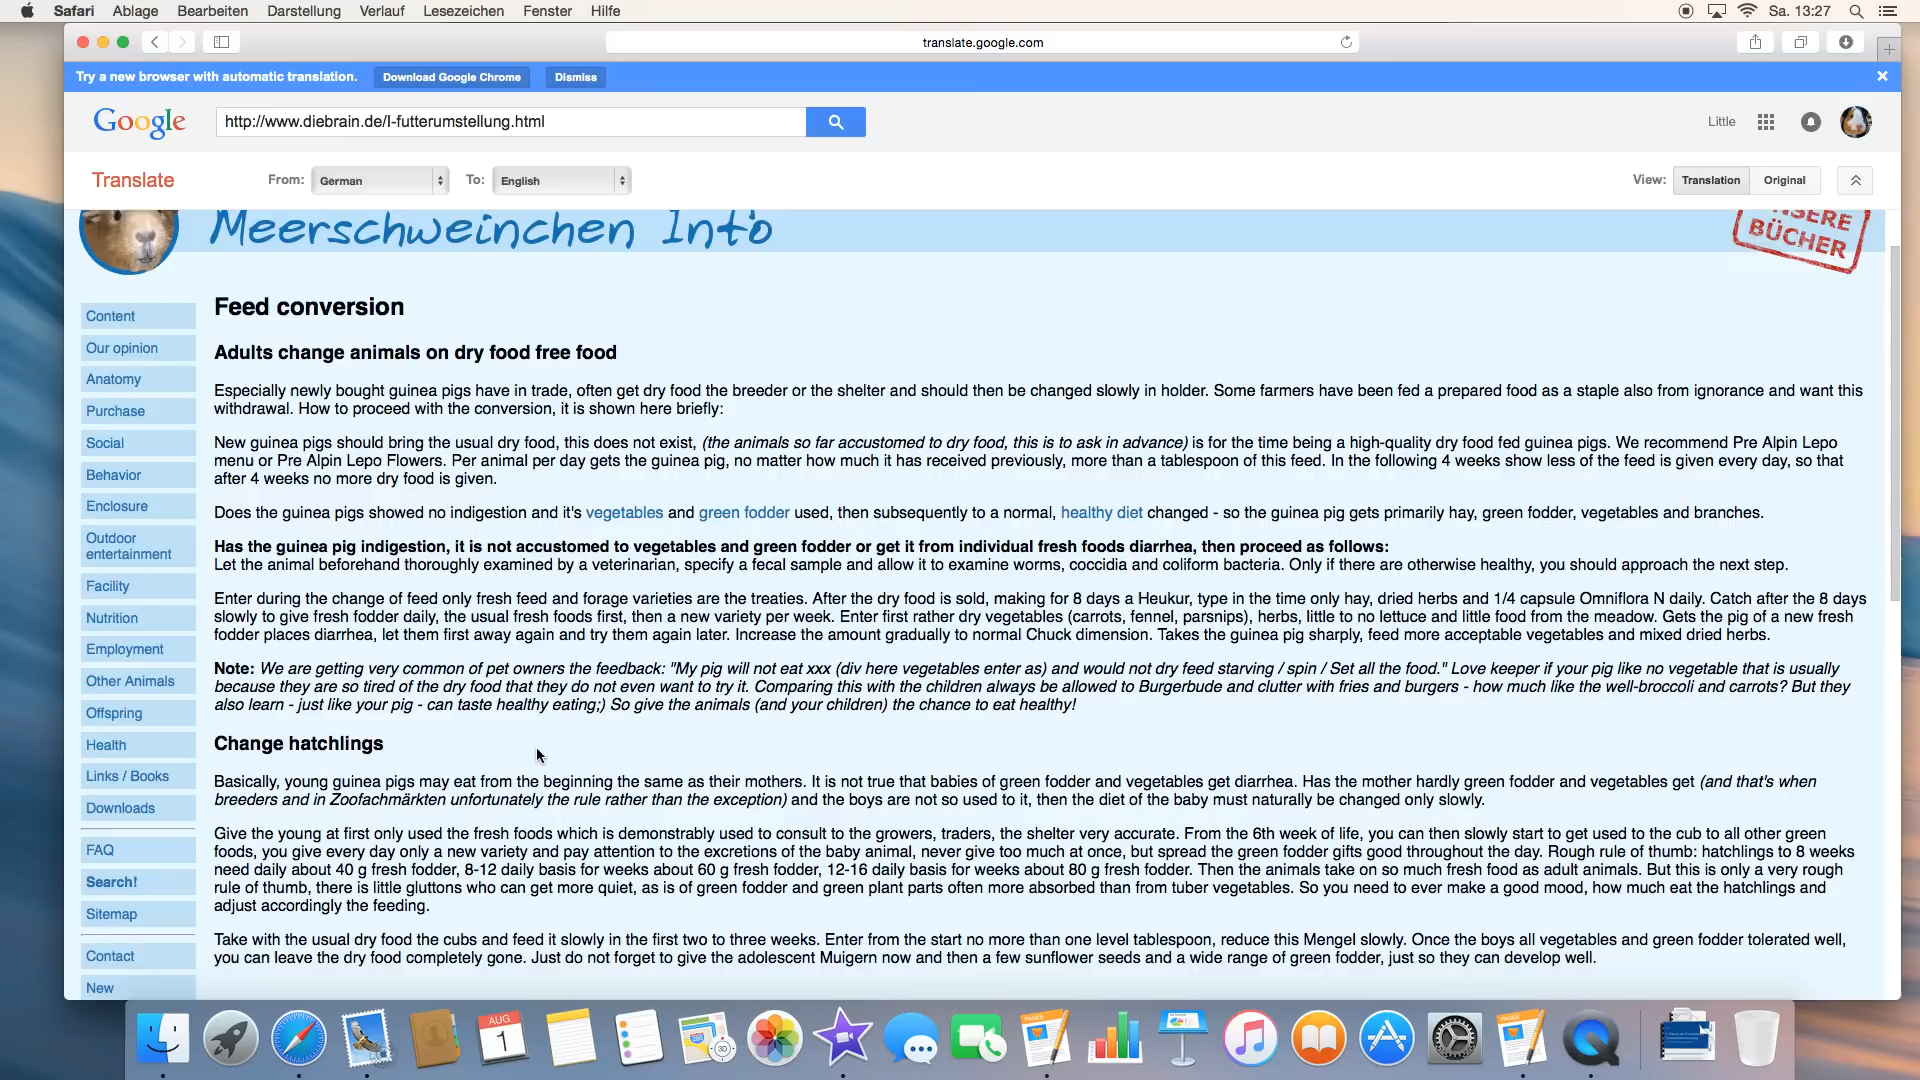 Safari Ablage Bearbeiten Darstellung Verlauf Lesezeichen Fenster Hilfe Sa. 13:27
translate.google.com
Try a new browser with automatic translation. Download Google Chrome Dismiss
Google http://www.diebrain.de/I-futterumstellung.html Little
Translate From: German To: English View: Translation Original
Meerschweinchen Info
UNSERE
BÜCHER
Feed conversion
Adults change animals on dry food free food
Especially newly bought guinea pigs have in trade, often get dry food the breeder or the shelter and should then be changed slowly in holder. Some farmers have been fed a prepared food as a staple also from ignorance and want this
withdrawal. How to proceed with the conversion, it is shown here briefly:
New guinea pigs should bring the usual dry food, this does not exist, (the animals so far accustomed to dry food, this is to ask in advance) is for the time being a high-quality dry food fed guinea pigs. We recommend Pre Alpin Lepo
menu or Pre Alpin Lepo Flowers. Per animal per day gets the guinea pig, no matter how much it has received previously, more than a tablespoon of this feed. In the following 4 weeks show less of the feed is given every day, so that
after 4 weeks no more dry food is given.
Does the guinea pigs showed no indigestion and it's vegetables and green fodder used, then subsequently to a normal, healthy diet changed - so the guinea pig gets primarily hay, green fodder, vegetables and branches.
Has the guinea pig indigestion, it is not accustomed to vegetables and green fodder or get it from individual fresh foods diarrhea, then proceed as follows:
Let the animal beforehand thoroughly examined by a veterinarian, specify a fecal sample and allow it to examine worms, coccidia and coliform bacteria. Only if there are otherwise healthy, you should approach the next step.
Enter during the change of feed only fresh feed and forage varieties are the treaties. After the dry food is sold, making for 8 days a Heukur, type in the time only hay, dried herbs and 1/4 capsule Omniflora N daily. Catch after the 8 days
slowly to give fresh fodder daily, the usual fresh foods first, then a new variety per week. Enter first rather dry vegetables (carrots, fennel, parsnips), herbs, little to no lettuce and little food from the meadow. Gets the pig of a new fresh
fodder places diarrhea, let them first away again and try them again later. Increase the amount gradually to normal Chuck dimension. Takes the guinea pig sharply, feed more acceptable vegetables and mixed dried herbs.
Note: We are getting very common of pet owners the feedback: "My pig will not eat xxx (div here vegetables enter as) and would not dry feed starving / spin / Set all the food." Love keeper if your pig like no vegetable that is usually
because they are so tired of the dry food that they do not even want to try it. Comparing this with the children always be allowed to Burgerbude and clutter with fries and burgers - how much like the well-broccoli and carrots? But they
also learn - just like your pig - can taste healthy eating;) So give the animals (and your children) the chance to eat healthy!
Change hatchlings
Basically, young guinea pigs may eat from the beginning the same as their mothers. It is not true that babies of green fodder and vegetables get diarrhea. Has the mother hardly green fodder and vegetables get (and that's when
breeders and in Zoofachmärkten unfortunately the rule rather than the exception) and the boys are not so used to it, then the diet of the baby must naturally be changed only slowly.
Give the young at first only used the fresh foods which is demonstrably used to consult to the growers, traders, the shelter very accurate. From the 6th week of life, you can then slowly start to get used to the cub to all other green
foods, you give every day only a new variety and pay attention to the excretions of the baby animal, never give too much at once, but spread the green fodder gifts good throughout the day. Rough rule of thumb: hatchlings to 8 weeks
need daily about 40 g fresh fodder, 8-12 daily basis for weeks about 60 g fresh fodder, 12-16 daily basis for weeks about 80 g fresh fodder. Then the animals take on so much fresh food as adult animals. But this is only a very rough
rule of thumb, there is little gluttons who can get more quiet, as is of green fodder and green plant parts often more absorbed than from tuber vegetables. So you need to ever make a good mood, how much eat the hatchlings and
adjust accordingly the feeding.
Take with the usual dry food the cubs and feed it slowly in the first two to three weeks. Enter from the start no more than one level tablespoon, reduce this Mengel slowly. Once the boys all vegetables and green fodder tolerated well,
you can leave the dry food completely gone. Just do not forget to give the adolescent Muigern now and then a few sunflower seeds and a wide range of green fodder, just so they can develop well.
Content
Our opinion
Anatomy
Purchase
Social
Behavior
Enclosure
Outdoor
entertainment
Facility
Nutrition
Employment
Other Animals
Offspring
Health
Links / Books
Downloads
FAQ
Search!
Sitemap
Contact
New
AUG
1
3D
PAGES
PAGES